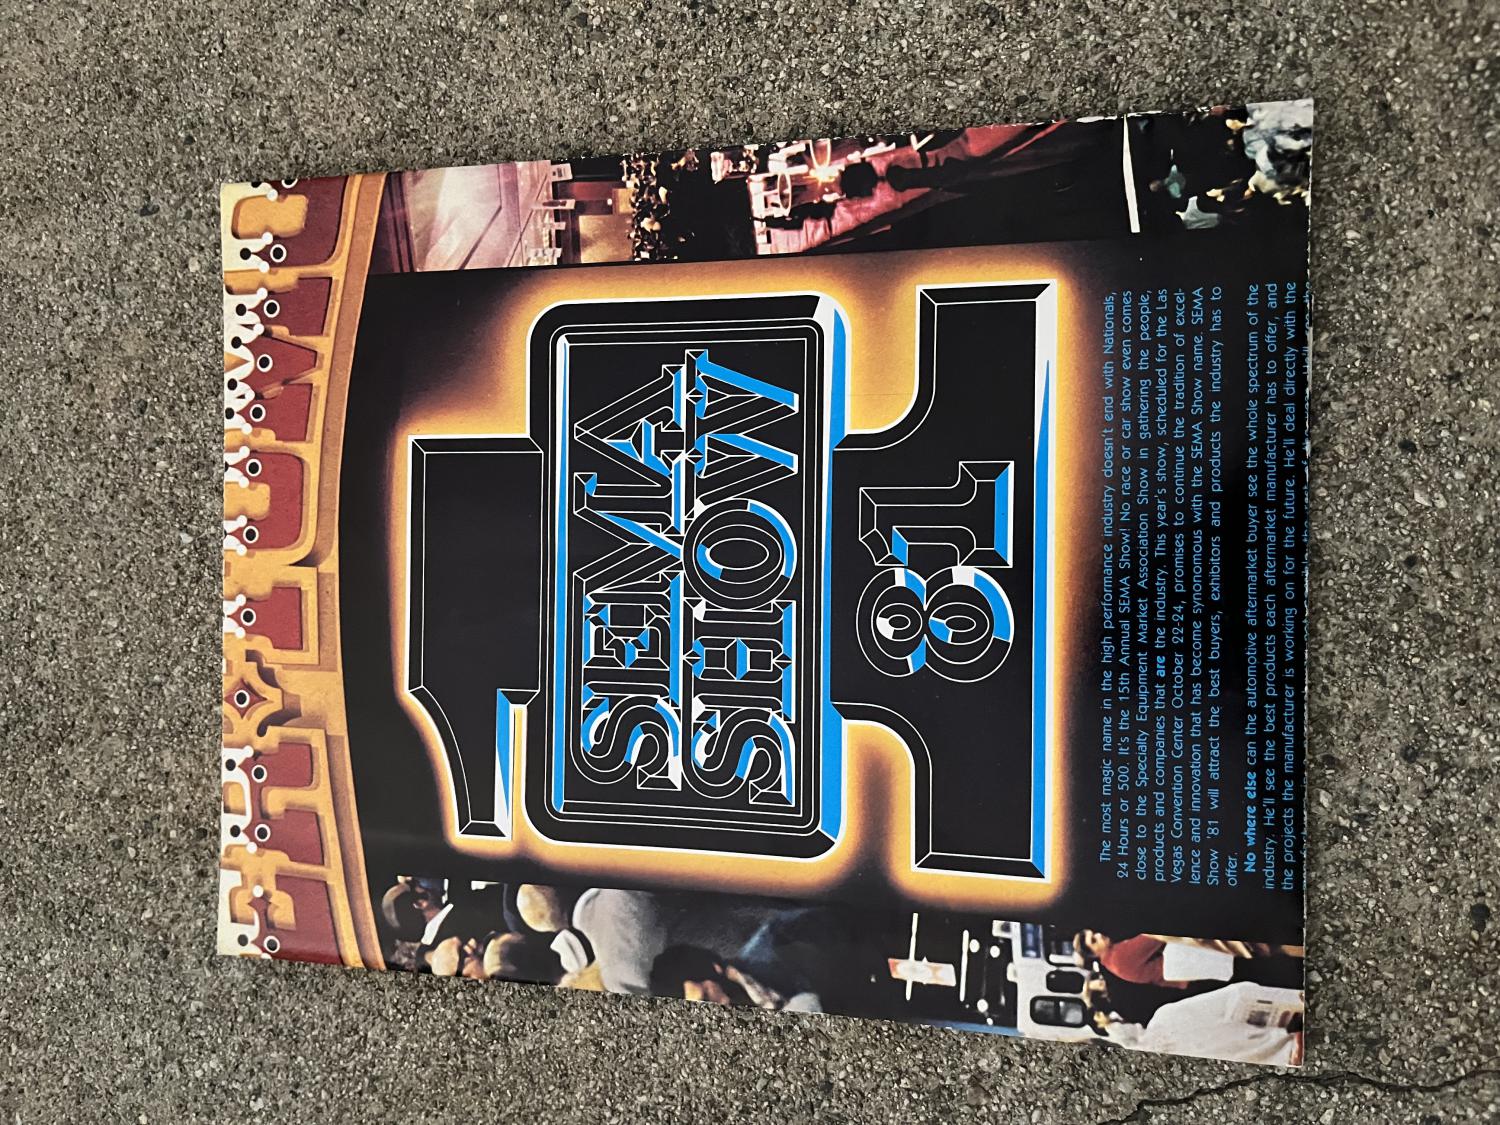 SEMA
SHOW
81
The most magic name in the high performance industry doesn't end with Nationals,
24 Hours or 500. It's the 15th Annual SEMA Show! No race or car show even comes
close to the Specialty Equipment Market Association Show in gathering the people,
products and companies that are the industry. This year's show, scheduled for the Las
Vegas Convention Center October 22-24, promises to continue the tradition of excel-
lence and innovation that has become synonomous with the SEMA Show name. SEMA
Show '81 will attract the best buyers, exhibitors and products the industry has to
offer.
No where else can the automotive aftermarket buyer see the whole spectrum of the
industry. He'll see the best products each aftermarket manufacturer has to offer, and
the projects the manufacturer is working on for the future. He'll deal directly with the